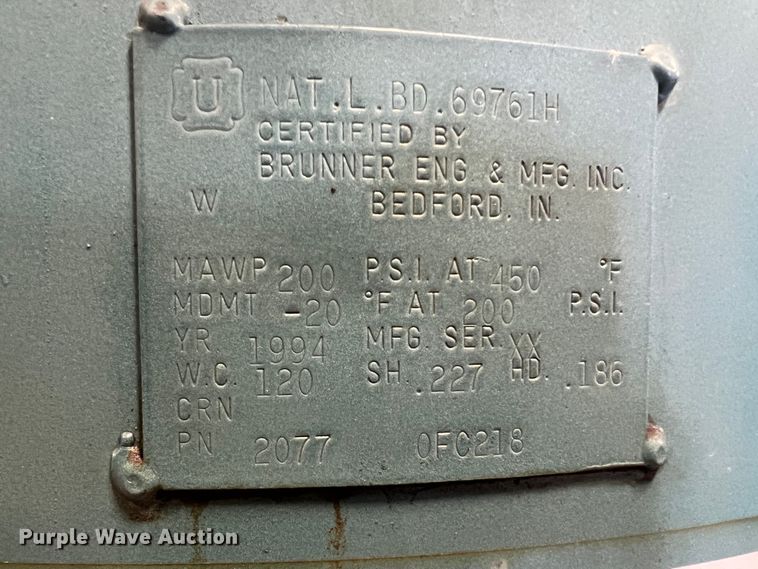 U NAT.L.BD.69761H
CERTIFIED BY
BRUNNER ENG. & MFG. INC.
W BEDFORD, IN.
MAWP 200 P.S.I. AT 450 °F
MDMT -20 °F AT 200 P.S.I.
YR 1994 MFG. SER. XX
W.C. 120 SH. .227 HD. .186
CRN
PN 2077 0FC218
Purple Wave Auction